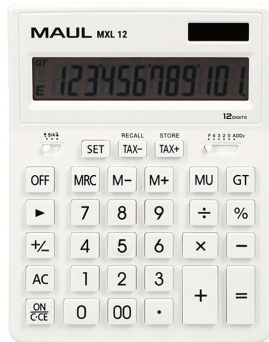 MAUL MXL 12
GT
E 123456789101.
12 DIGITS
RECALL STORE
F 4 3 2 0 ADD2
SET TAX- TAX+
OFF MRC M- M+ MU GT
► 7 8 9 ÷ %
+/- 4 5 6 × −
AC 1 2 3 + =
ON
C·CE 0 00 ·